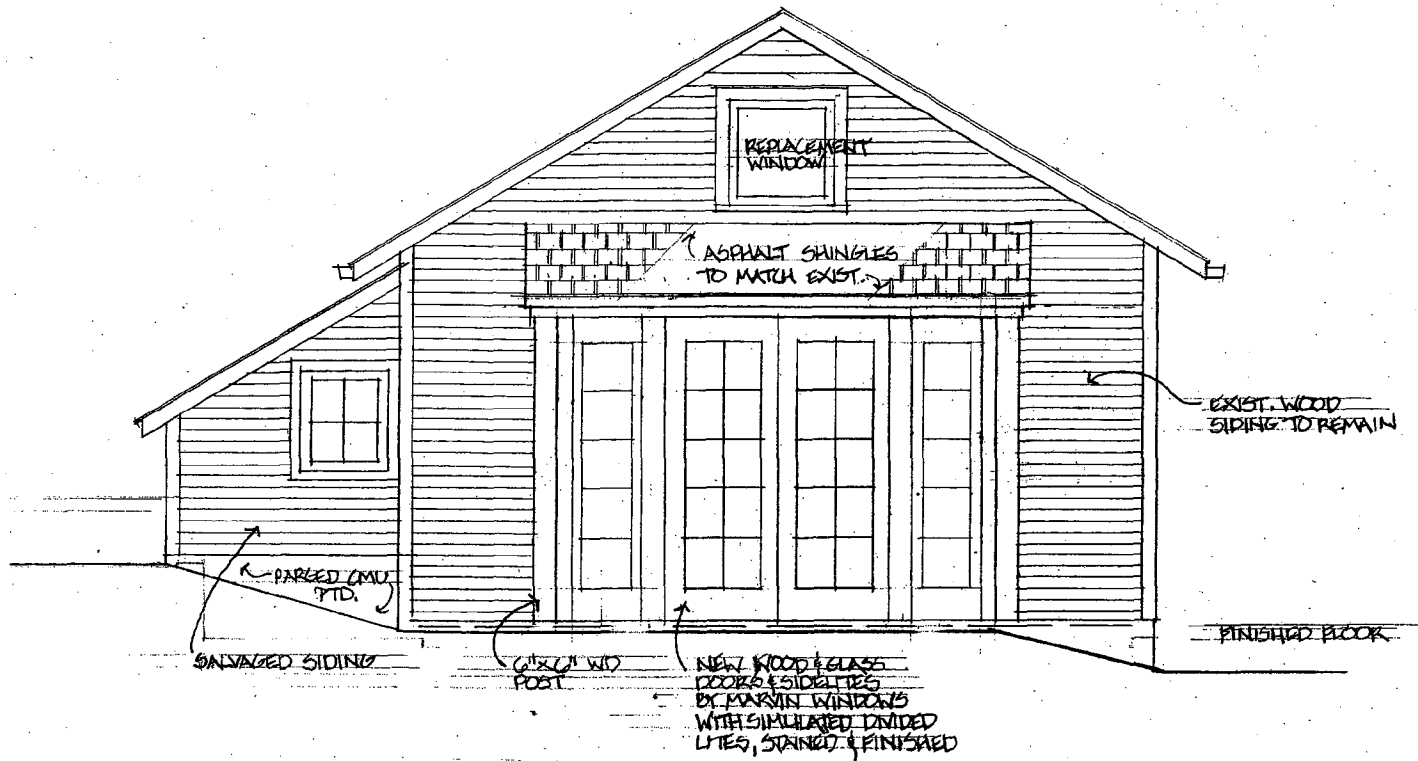 REPLACEMENT
WINDOW
ASPHALT SHINGLES
TO MATCH EXIST.
EXIST. WOOD
SIDING TO REMAIN
PARGED CMU
PTD.
FINISHED FLOOR
SALVAGED SIDING
6"x6" WD
POST
NEW WOOD & GLASS
DOORS & SIDELITES
BY MARVIN WINDOWS
WITH SIMULATED DIVIDED
LITES, STAINED & FINISHED